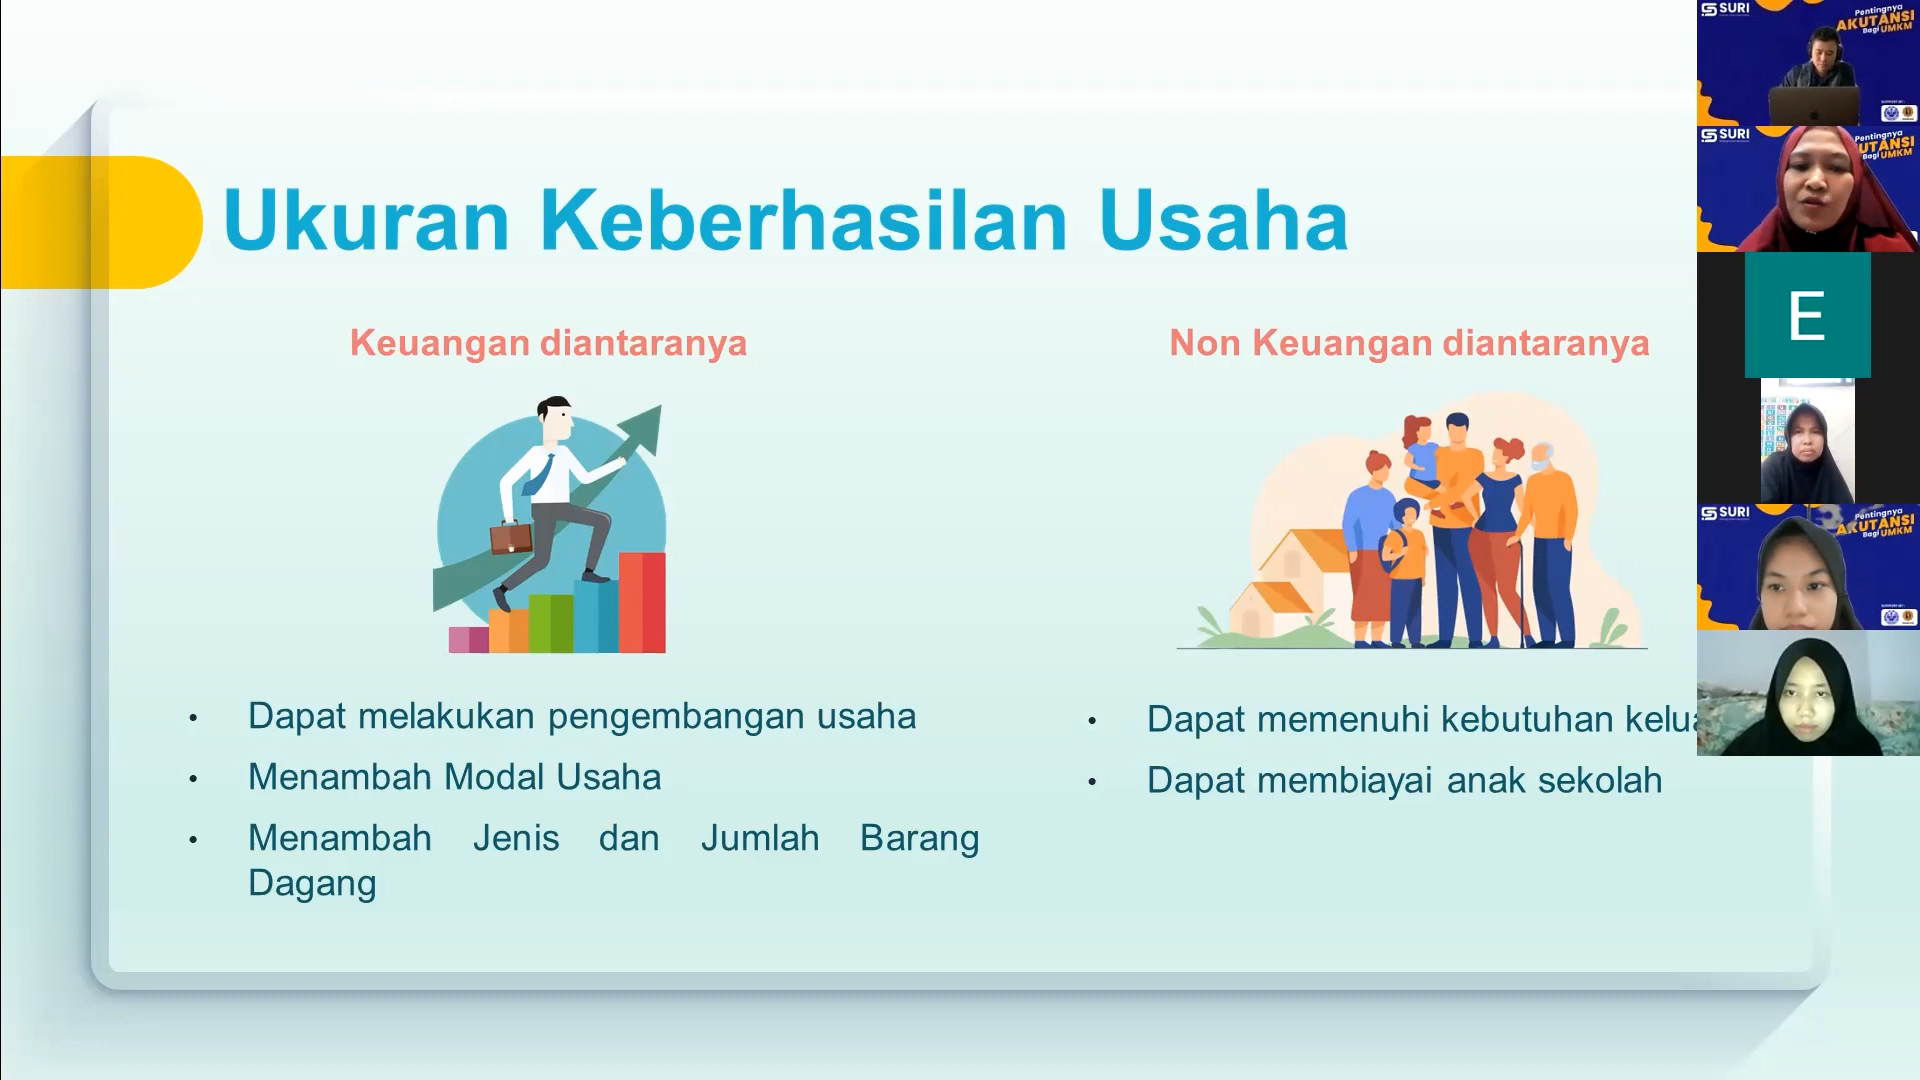 Ukuran Keberhasilan Usaha
Keuangan diantaranya
• Dapat melakukan pengembangan usaha
• Menambah Modal Usaha
• Menambah Jenis dan Jumlah Barang
Dagang
Non Keuangan diantaranya
• Dapat memenuhi kebutuhan kelua
• Dapat membiayai anak sekolah
SURI
Pentingnya
AKUTANSI
Bagi UMKM
SURI
Pentingnya
UTANSI
Bagi UMKM
E
SURI
Pentingnya
AKUTANSI
Bagi UMKM